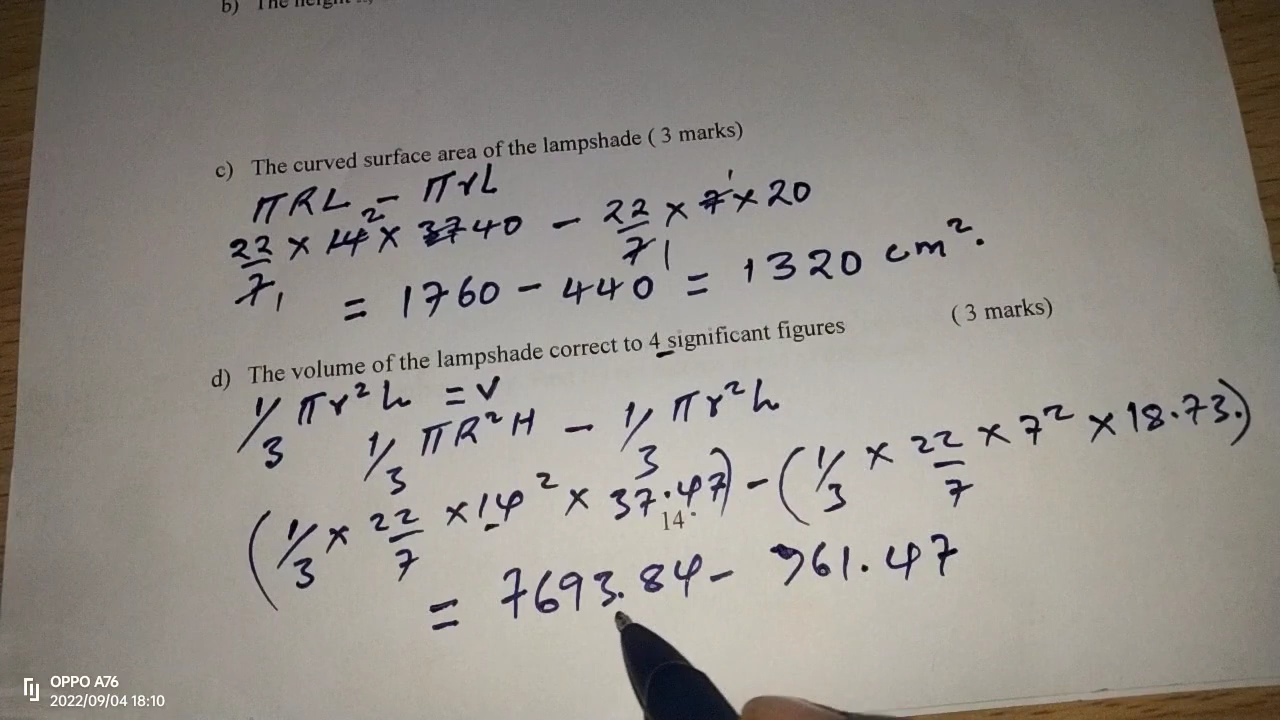 b) The height
c) The curved surface area of the lampshade ( 3 marks)
πRL - πrL
22/7 × 14 × 40 - 22/7 × 7 × 20
= 1760 - 440 = 1320 cm².
d) The volume of the lampshade correct to 4 significant figures ( 3 marks)
1/3 πr²h = V
1/3 πR²H - 1/3 πr²h
(1/3 × 22/7 × 14² × 37.47) - (1/3 × 22/7 × 7² × 18.73.)
14
= 7693.84 - 961.47
OPPO A76
2022/09/04 18:10